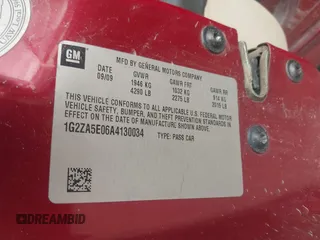 GM
MFD BY GENERAL MOTORS COMPANY
DATE GVWR GAWR FRT GAWR RR
09/09 1946 KG 1032 KG 914 KG
4290 LB 2275 LB 2015 LB
THIS VEHICLE CONFORMS TO ALL APPLICABLE U.S. FEDERAL MOTOR
VEHICLE SAFETY, BUMPER, AND THEFT PREVENTION STANDARDS IN
EFFECT ON THE DATE OF MANUFACTURE SHOWN ABOVE.
1G2ZA5E06A4130034
TYPE: PASS CAR
DREAMBID